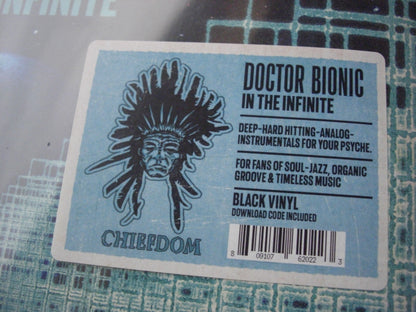 INFINITE
DOCTOR BIONIC
IN THE INFINITE
DEEP-HARD HITTING-ANALOG-
INSTRUMENTALS FOR YOUR PSYCHE.
FOR FANS OF SOUL-JAZZ, ORGANIC
GROOVE & TIMELESS MUSIC
BLACK VINYL
DOWNLOAD CODE INCLUDED
CHIEFDOM
8 09107 62022 3